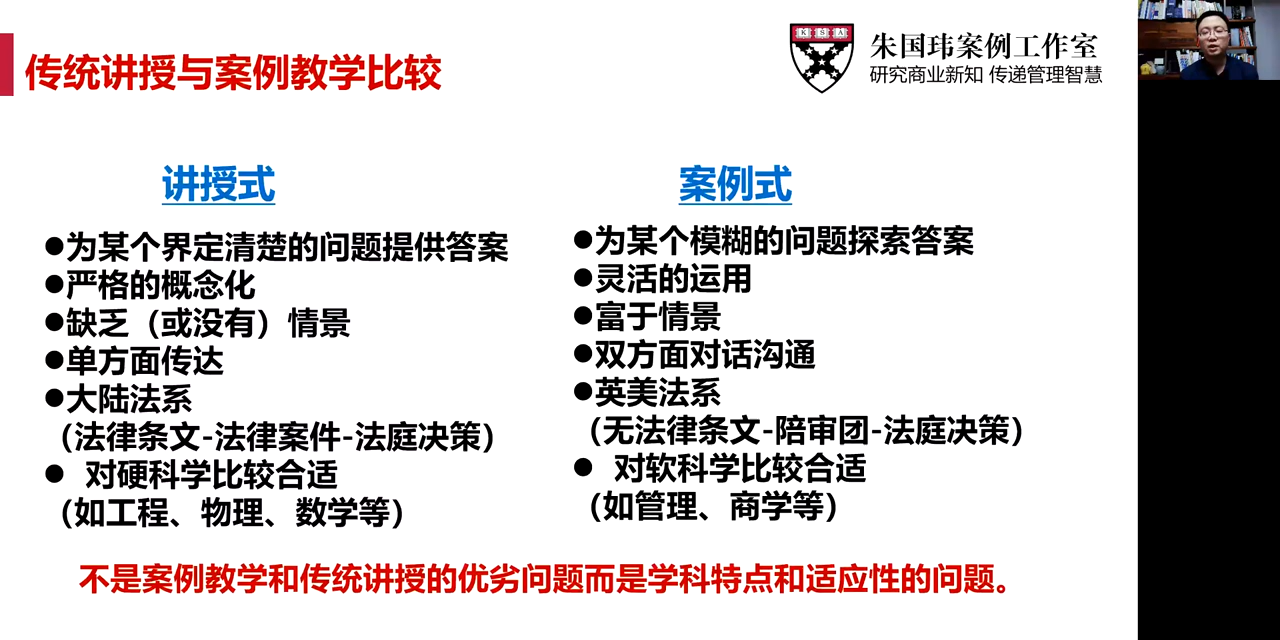 传统讲授与案例教学比较
KSA
朱国玮案例工作室
研究商业新知 传递管理智慧
讲授式
●为某个界定清楚的问题提供答案
●严格的概念化
●缺乏（或没有）情景
●单方面传达
●大陆法系
（法律条文-法律案件-法庭决策）
● 对硬科学比较合适
（如工程、物理、数学等）
案例式
●为某个模糊的问题探索答案
●灵活的运用
●富于情景
●双方面对话沟通
●英美法系
（无法律条文-陪审团-法庭决策）
● 对软科学比较合适
（如管理、商学等）
不是案例教学和传统讲授的优劣问题而是学科特点和适应性的问题。